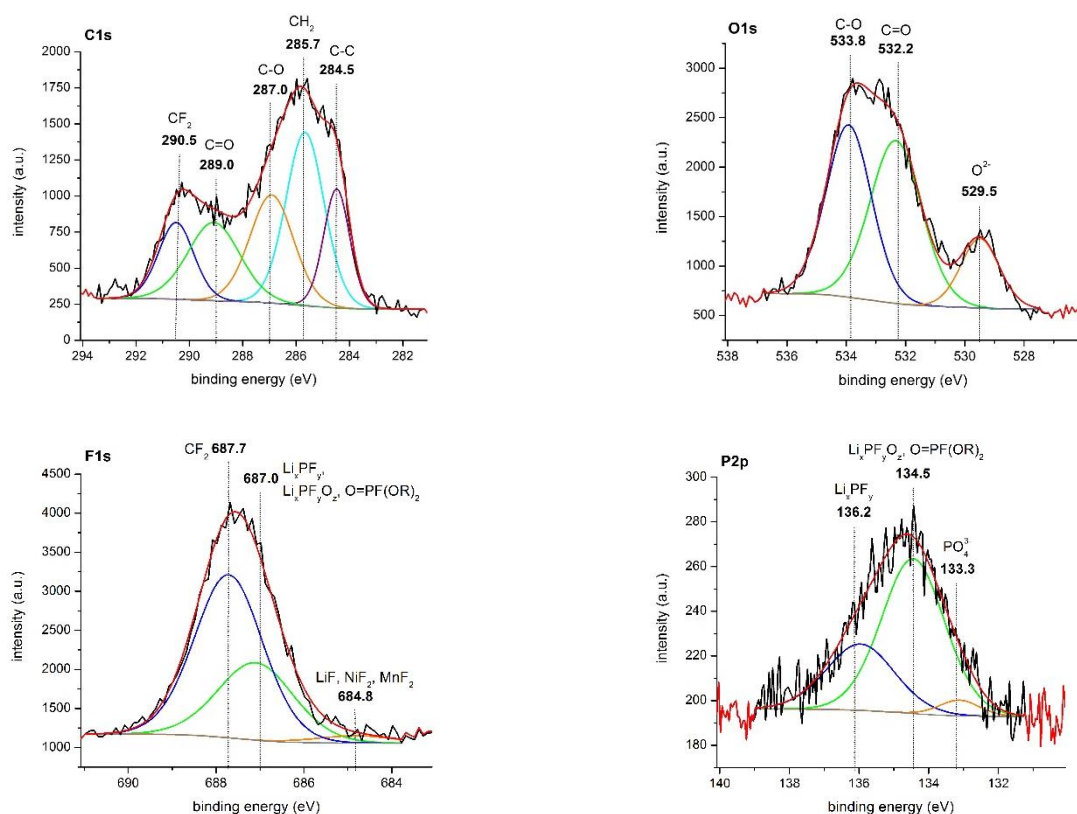 C1s
CH₂
285.7
C-C
284.5
C-O
287.0
CF₂
290.5
C=O
289.0
2000
1750
1500
1250
1000
750
500
250
0
intensity (a.u.)
294 292 290 288 286 284 282
binding energy (eV)
O1s
C-O
533.8
C=O
532.2
O²⁻
529.5
3000
2500
2000
1500
1000
500
intensity (a.u.)
538 536 534 532 530 528
binding energy (eV)
F1s
CF₂ 687.7
687.0
LiₓPFᵧ,
LiₓPFᵧO_z, O=PF(OR)₂
LiF, NiF₂, MnF₂
684.8
4500
4000
3500
3000
2500
2000
1500
1000
intensity (a.u.)
690 688 686 684
binding energy (eV)
P2p
LiₓPFᵧO_z, O=PF(OR)₂
134.5
LiₓPFᵧ
136.2
PO₄³
133.3
300
280
260
240
220
200
180
intensity (a.u.)
140 138 136 134 132
binding energy (eV)